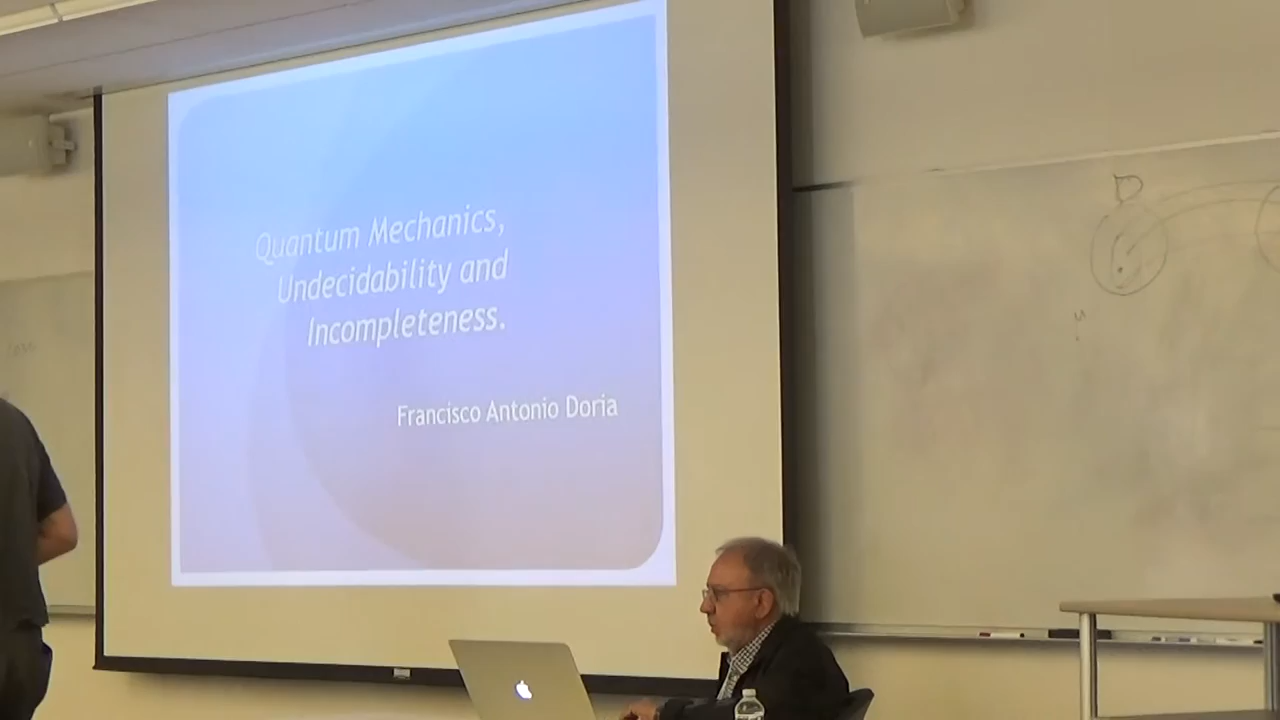 Quantum Mechanics,
Undecidability and
Incompleteness.
Francisco Antonio Doria
D
u